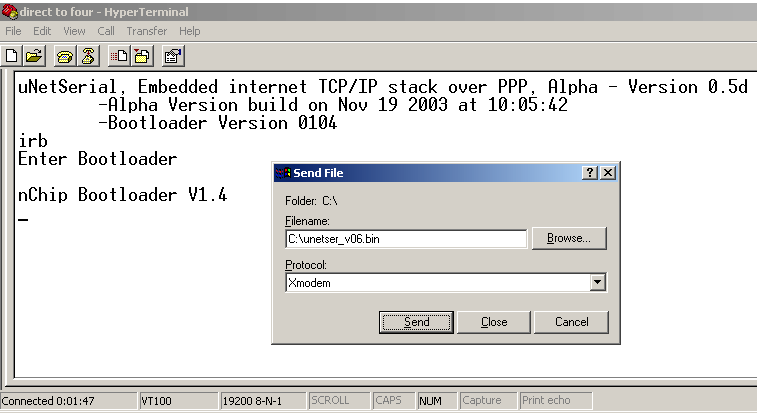 direct to four - HyperTerminal
File Edit View Call Transfer Help
uNetSerial, Embedded internet TCP/IP stack over PPP, Alpha - Version 0.5d
-Alpha Version build on Nov 19 2003 at 10:05:42
-Bootloader Version 0104
irb
Enter Bootloader
nChip Bootloader V1.4
_
Send File
Folder: C:\
Filename:
C:\unetser_v06.bin
Browse...
Protocol:
Xmodem
Send Close Cancel
Connected 0:01:47 VT100 19200 8-N-1 SCROLL CAPS NUM Capture Print echo